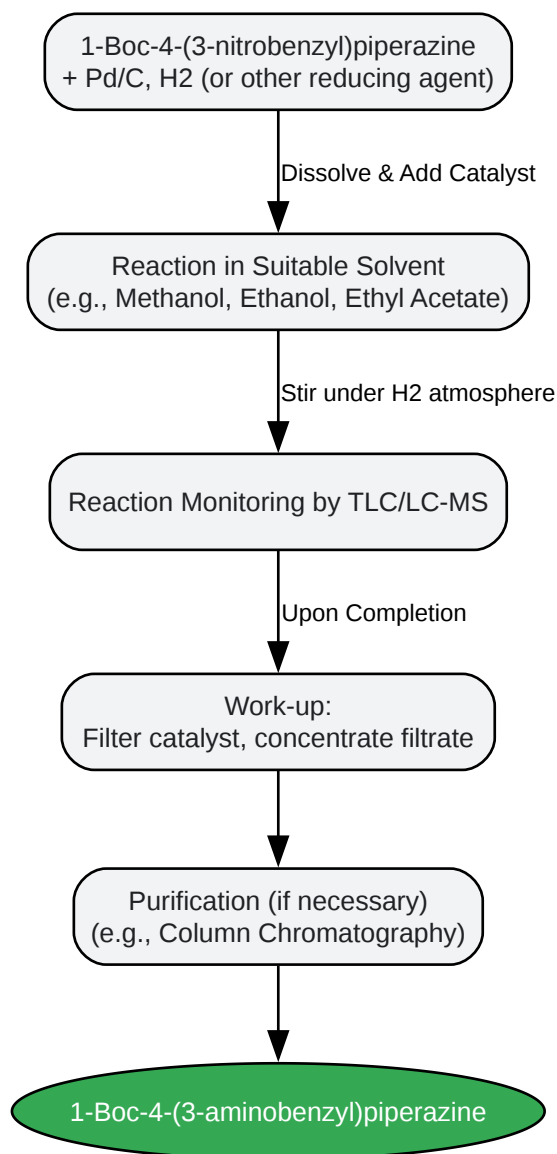 1-Boc-4-(3-nitrobenzyl)piperazine
+ Pd/C, H2 (or other reducing agent)
Dissolve & Add Catalyst
Reaction in Suitable Solvent
(e.g., Methanol, Ethanol, Ethyl Acetate)
Stir under H2 atmosphere
Reaction Monitoring by TLC/LC-MS
Upon Completion
Work-up:
Filter catalyst, concentrate filtrate
Purification (if necessary)
(e.g., Column Chromatography)
1-Boc-4-(3-aminobenzyl)piperazine